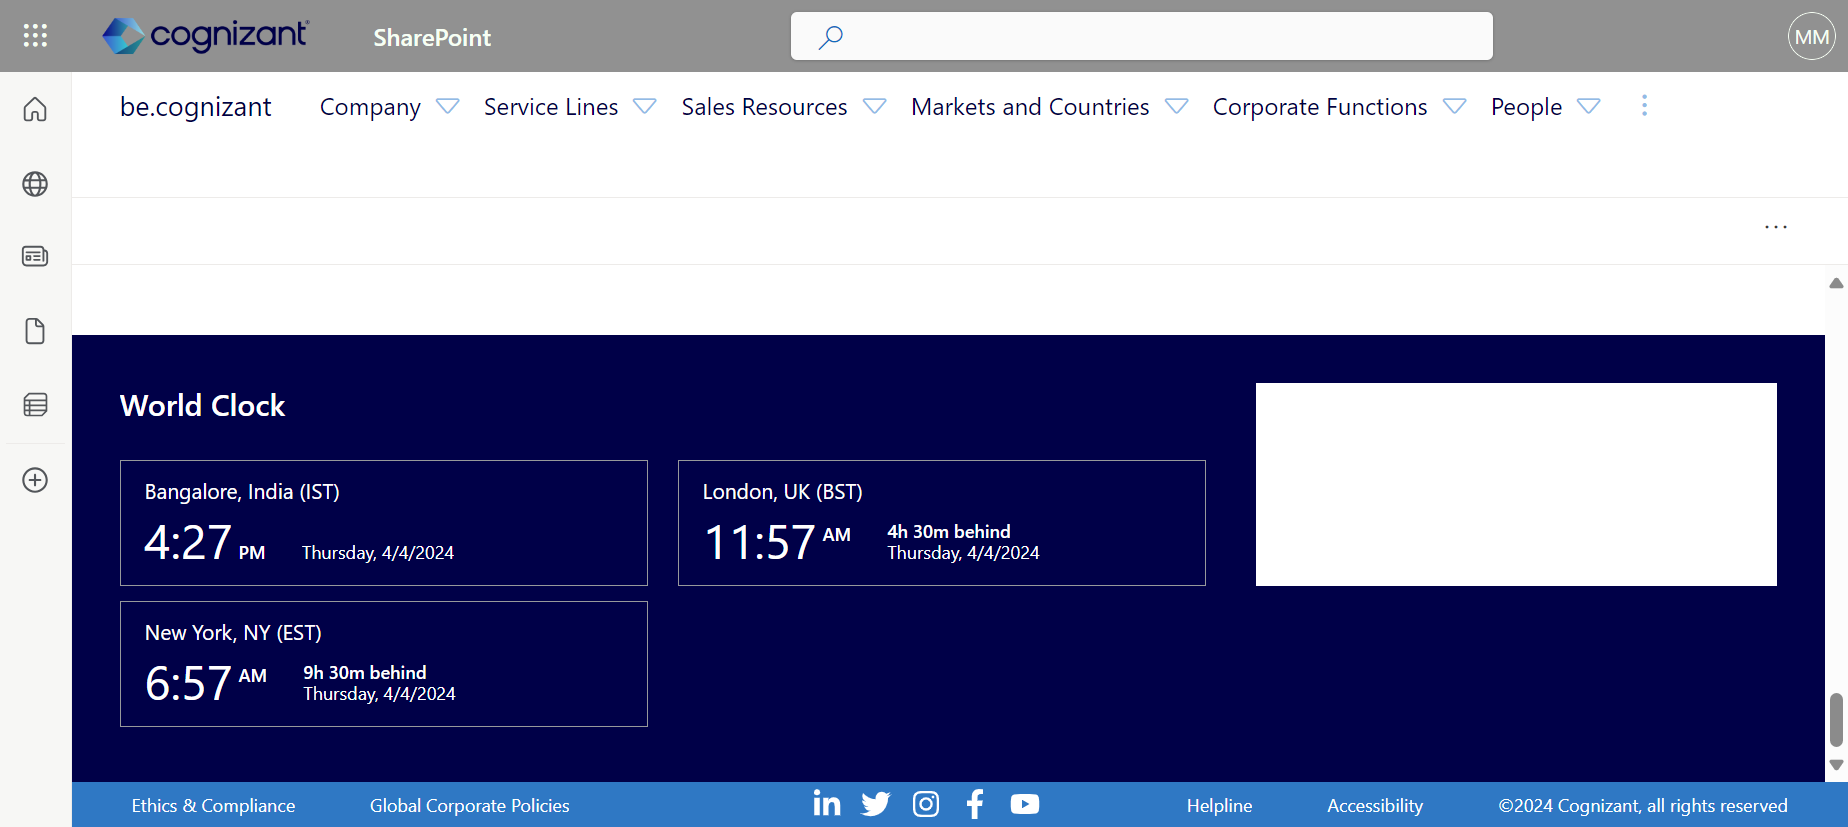 cognizant
SharePoint
MM
be.cognizant
Company
Service Lines
Sales Resources
Markets and Countries
Corporate Functions
People
World Clock
Bangalore, India (IST)
4:27 PM
Thursday, 4/4/2024
London, UK (BST)
11:57 AM
4h 30m behind
Thursday, 4/4/2024
New York, NY (EST)
6:57 AM
9h 30m behind
Thursday, 4/4/2024
Ethics & Compliance
Global Corporate Policies
Helpline
Accessibility
©2024 Cognizant, all rights reserved